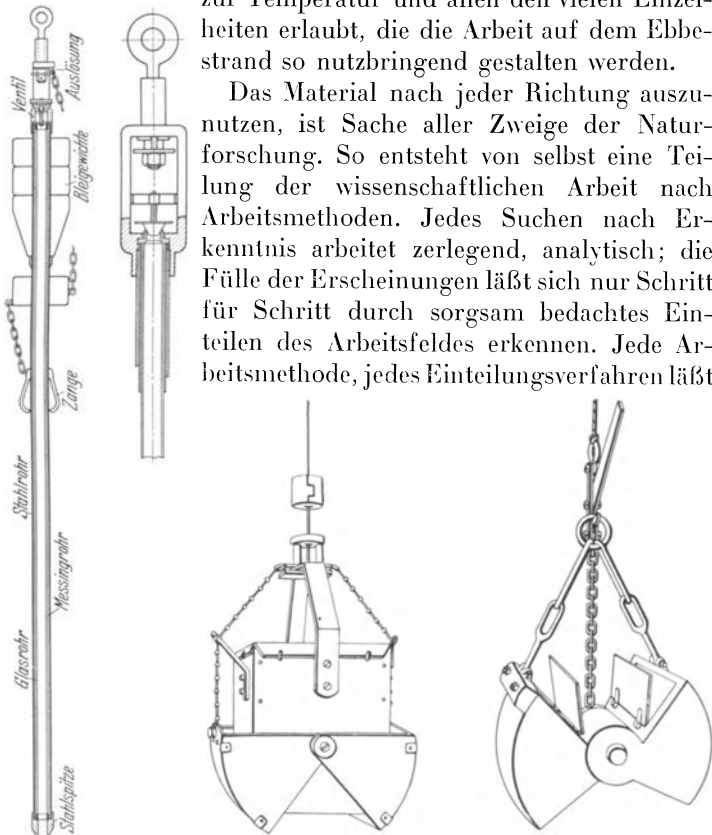 zur Temperatur und allen den vielen Einzel-
heiten erlaubt, die die Arbeit auf dem Ebbe-
strand so nutzbringend gestalten werden.
Das Material nach jeder Richtung auszu-
nutzen, ist Sache aller Zweige der Natur-
forschung. So entsteht von selbst eine Tei-
lung der wissenschaftlichen Arbeit nach
Arbeitsmethoden. Jedes Suchen nach Er-
kenntnis arbeitet zerlegend, analytisch; die
Fülle der Erscheinungen läßt sich nur Schritt
für Schritt durch sorgsam bedachtes Ein-
teilen des Arbeitsfeldes erkennen. Jede Ar-
beitsmethode, jedes Einteilungsverfahren läßt
Ventil
Auslösung
Bleigewichte
Zange
Stahlrohr
Messingrohr
Glasrohr
Stahlspitze